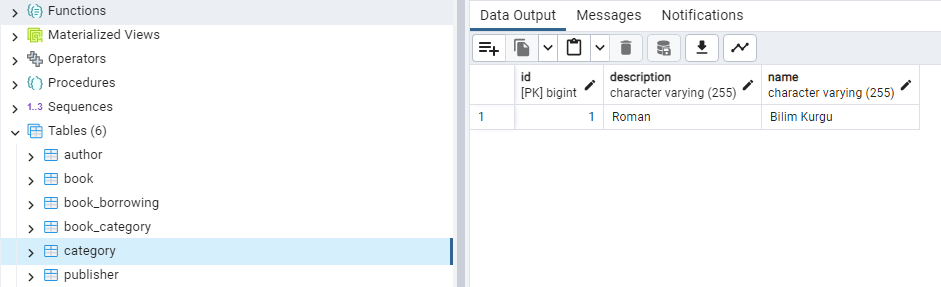 Functions
Materialized Views
Operators
Procedures
1..3 Sequences
Tables (6)
author
book
book_borrowing
book_category
category
publisher
Data Output Messages Notifications
id description name
[PK] bigint character varying (255) character varying (255)
1 1 Roman Bilim Kurgu